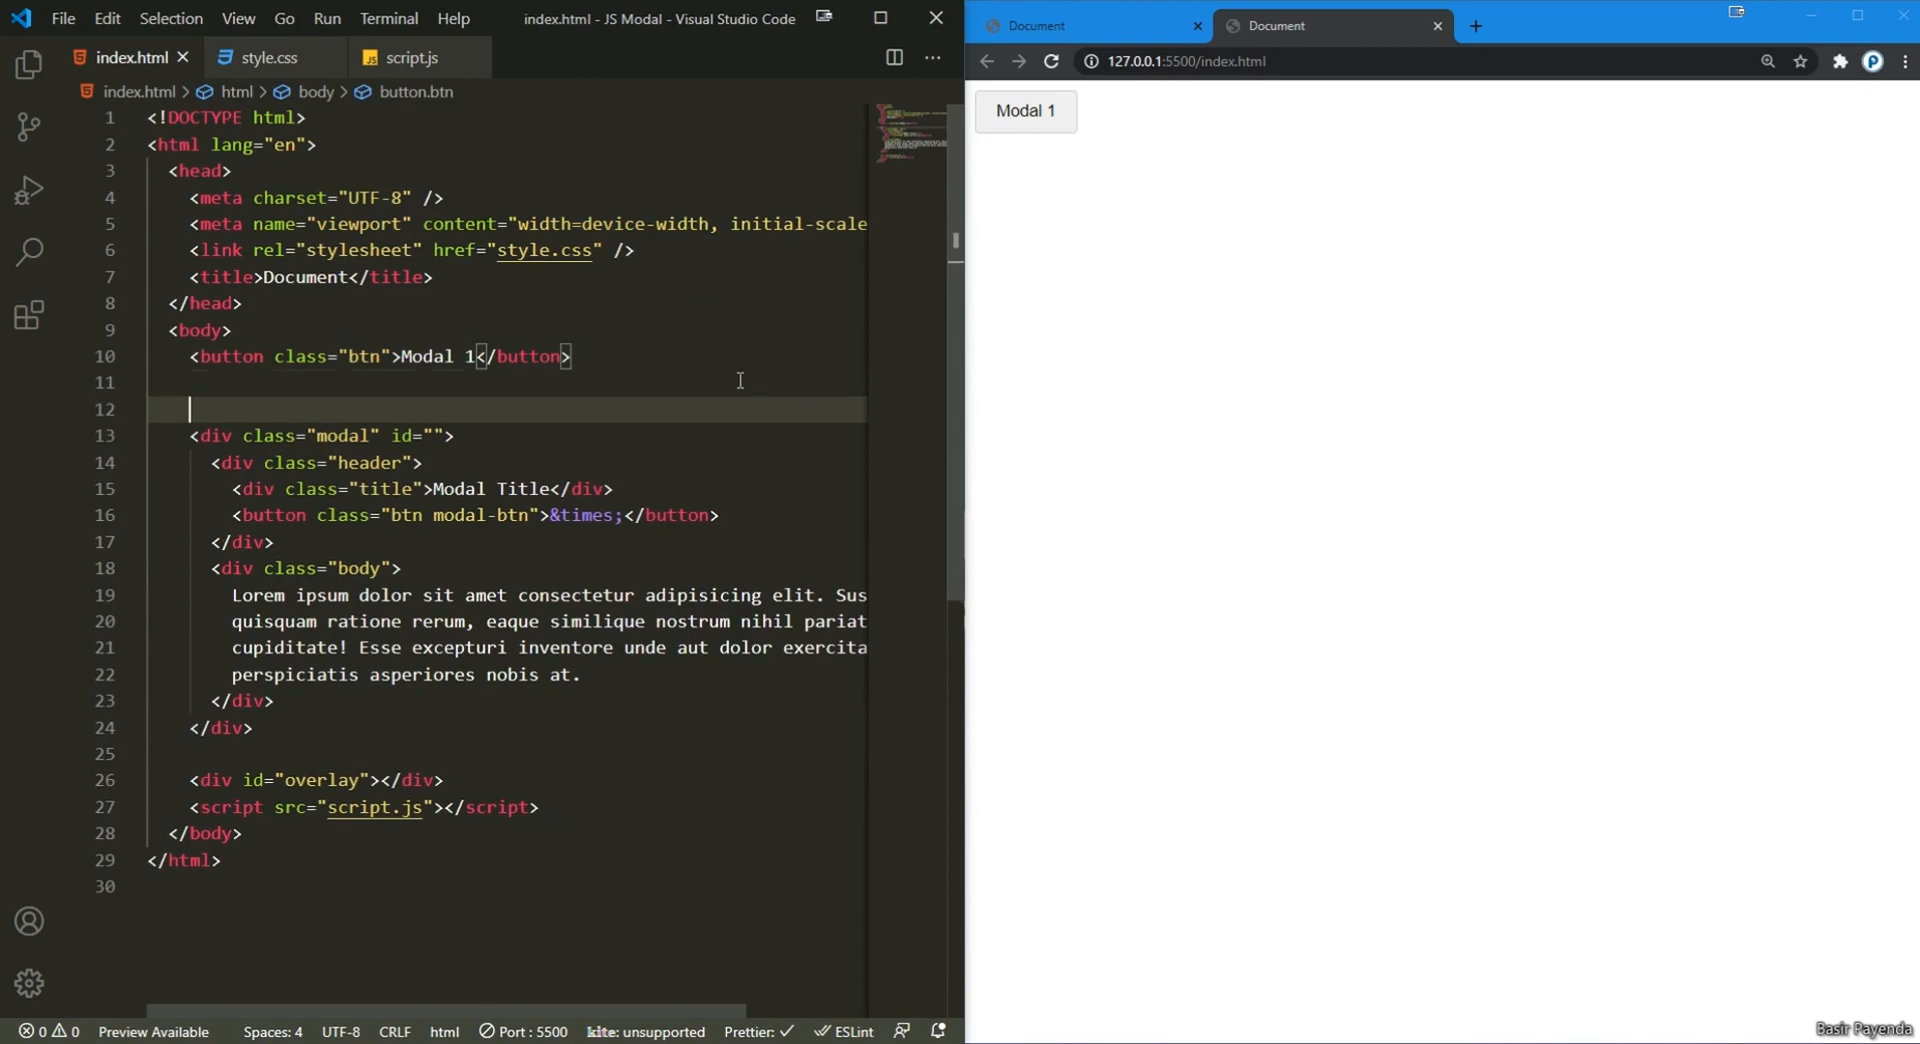 File Edit Selection View Go Run Terminal Help index.html - JS Modal - Visual Studio Code
index.html style.css JS script.js
index.html > html > body > button.btn
1 <!DOCTYPE html>
2 <html lang="en">
3 <head>
4 <meta charset="UTF-8" />
5 <meta name="viewport" content="width=device-width, initial-scale
6 <link rel="stylesheet" href="style.css" />
7 <title>Document</title>
8 </head>
9 <body>
10 <button class="btn">Modal 1</button>
11
12
13 <div class="modal" id="">
14 <div class="header">
15 <div class="title">Modal Title</div>
16 <button class="btn modal-btn">&times;</button>
17 </div>
18 <div class="body">
19 Lorem ipsum dolor sit amet consectetur adipisicing elit. Sus
20 quisquam ratione rerum, eaque similique nostrum nihil pariat
21 cupiditate! Esse excepturi inventore unde aut dolor exercita
22 perspiciatis asperiores nobis at.
23 </div>
24 </div>
25
26 <div id="overlay"></div>
27 <script src="script.js"></script>
28 </body>
29 </html>
30
0 0 Preview Available Spaces: 4 UTF-8 CRLF html Port : 5500 kite: unsupported Prettier: ESLint
Document Document
127.0.0.1:5500/index.html P
Modal 1
Basir Payenda